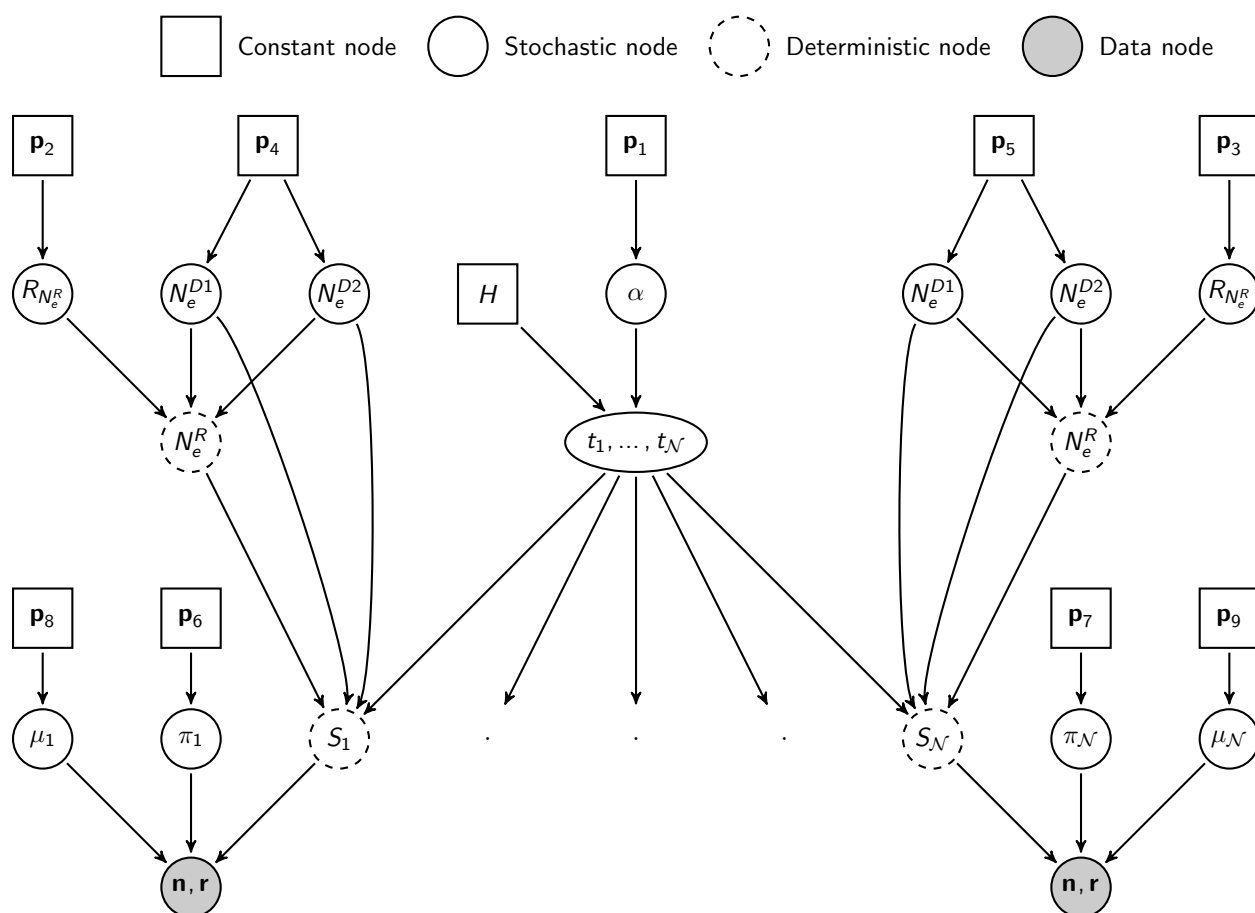 Constant node Stochastic node Deterministic node Data node
p₂ p₄ p₁ p₅ p₃
R_{N_e^R} N_e^{D1} N_e^{D2} H α N_e^{D1} N_e^{D2} R_{N_e^R}
N_e^R t₁, ..., t_𝒩 N_e^R
p₈ p₆ p₇ p₉
μ₁ π₁ S₁ . . . S_𝒩 π_𝒩 μ_𝒩
n, r n, r